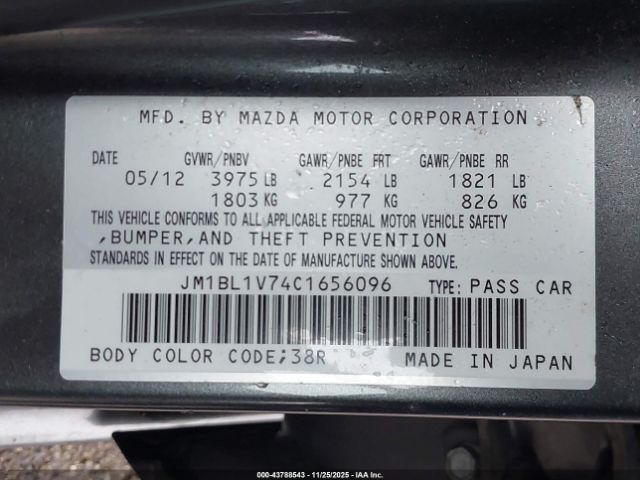 MFD. BY MAZDA MOTOR CORPORATION
DATE GVWR/PNBV GAWR/PNBE FRT GAWR/PNBE RR
05/12 3975 LB 2154 LB 1821 LB
1803 KG 977 KG 826 KG
THIS VEHICLE CONFORMS TO ALL APPLICABLE FEDERAL MOTOR VEHICLE SAFETY
,BUMPER,AND THEFT PREVENTION
STANDARDS IN EFFECT ON THE DATE OF MANUFACTURE SHOWN ABOVE.
JM1BL1V74C1656096 TYPE: PASS CAR
BODY COLOR CODE;38R MADE IN JAPAN
00-43788543 — 11/25/2025 — IAA Inc.